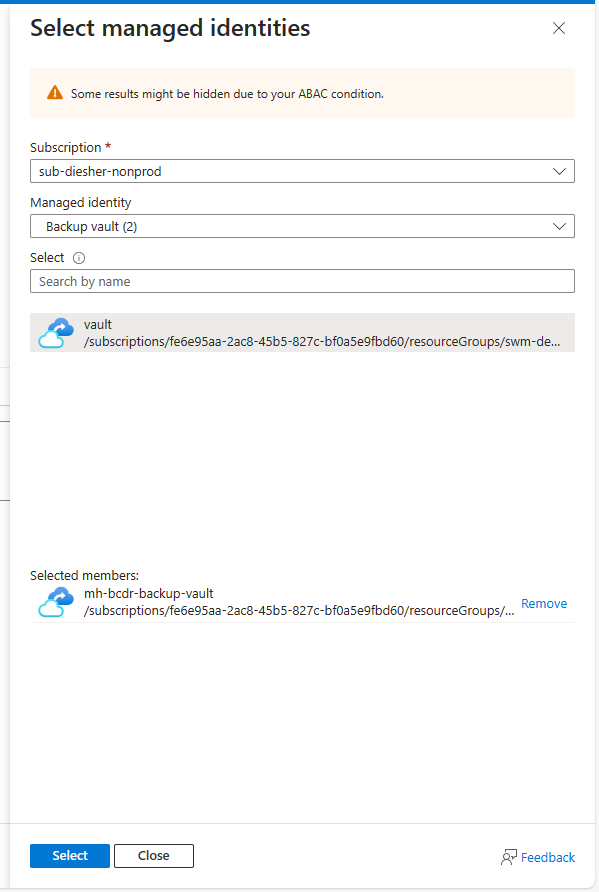 Select managed identities
Some results might be hidden due to your ABAC condition.
Subscription *
sub-diesher-nonprod
Managed identity
Backup vault (2)
Select
Search by name
vault
/subscriptions/fe6e95aa-2ac8-45b5-827c-bf0a5e9fbd60/resourceGroups/swm-de...
Selected members:
mh-bcdr-backup-vault
/subscriptions/fe6e95aa-2ac8-45b5-827c-bf0a5e9fbd60/resourceGroups/...
Remove
Select
Close
Feedback